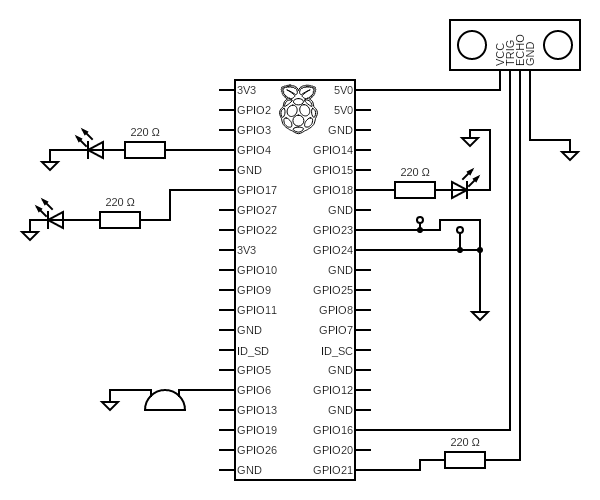 VCC
TRIG
ECHO
GND
3V3 5V0
GPIO2 5V0
GPIO3 GND
220 Ω
GPIO4 GPIO14
GND GPIO15
220 Ω
220 Ω
GPIO17 GPIO18
GPIO27 GND
GPIO22 GPIO23
3V3 GPIO24
GPIO10 GND
GPIO9 GPIO25
GPIO11 GPIO8
GND GPIO7
ID_SD ID_SC
GPIO5 GND
GPIO6 GPIO12
GPIO13 GND
GPIO19 GPIO16
220 Ω
GPIO26 GPIO20
GND GPIO21